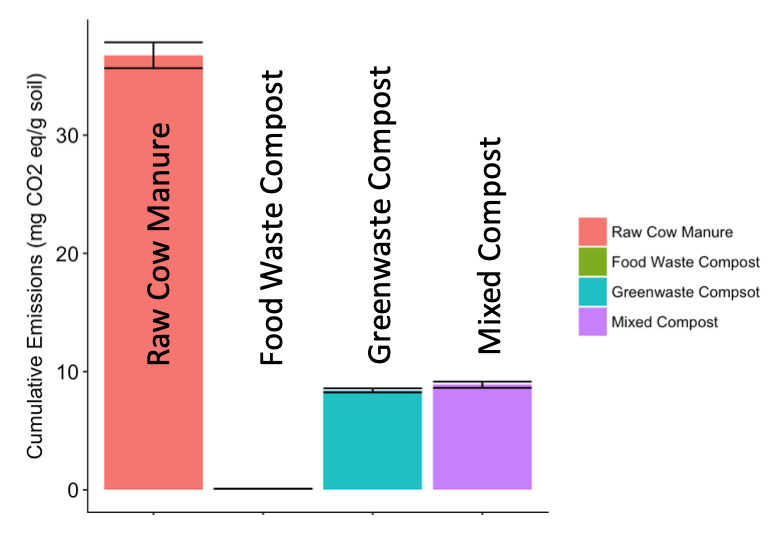 Cumulative Emissions (mg CO2 eq/g soil)
30
20
10
0
Raw Cow Manure
Food Waste Compost
Greenwaste Compost
Mixed Compost
Raw Cow Manure
Food Waste Compost
Greenwaste Compsot
Mixed Compost